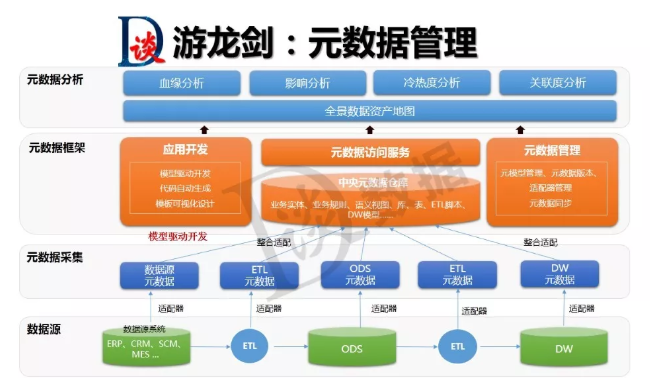 D谈 游龙剑：元数据管理
元数据分析
血缘分析 影响分析 冷热度分析 关联度分析
全景数据资产地图
元数据框架
应用开发
模型驱动开发
代码自动生成
模板可视化设计
模型驱动开发
元数据访问服务
中央元数据仓库
业务实体、业务规则、语义视图、库、表、ETL脚本、
DW模型......
元数据管理
元模型管理、元数据版本、
适配器管理
元数据同步
整合适配 整合适配
元数据采集
数据源
元数据
ETL
元数据
ODS
元数据
ETL
元数据
DW
元数据
适配器 适配器 适配器 适配器 适配器
数据源
数据源系统
ERP、CRM、SCM、
MES ...
ETL
ODS
ETL
DW
D谈数据